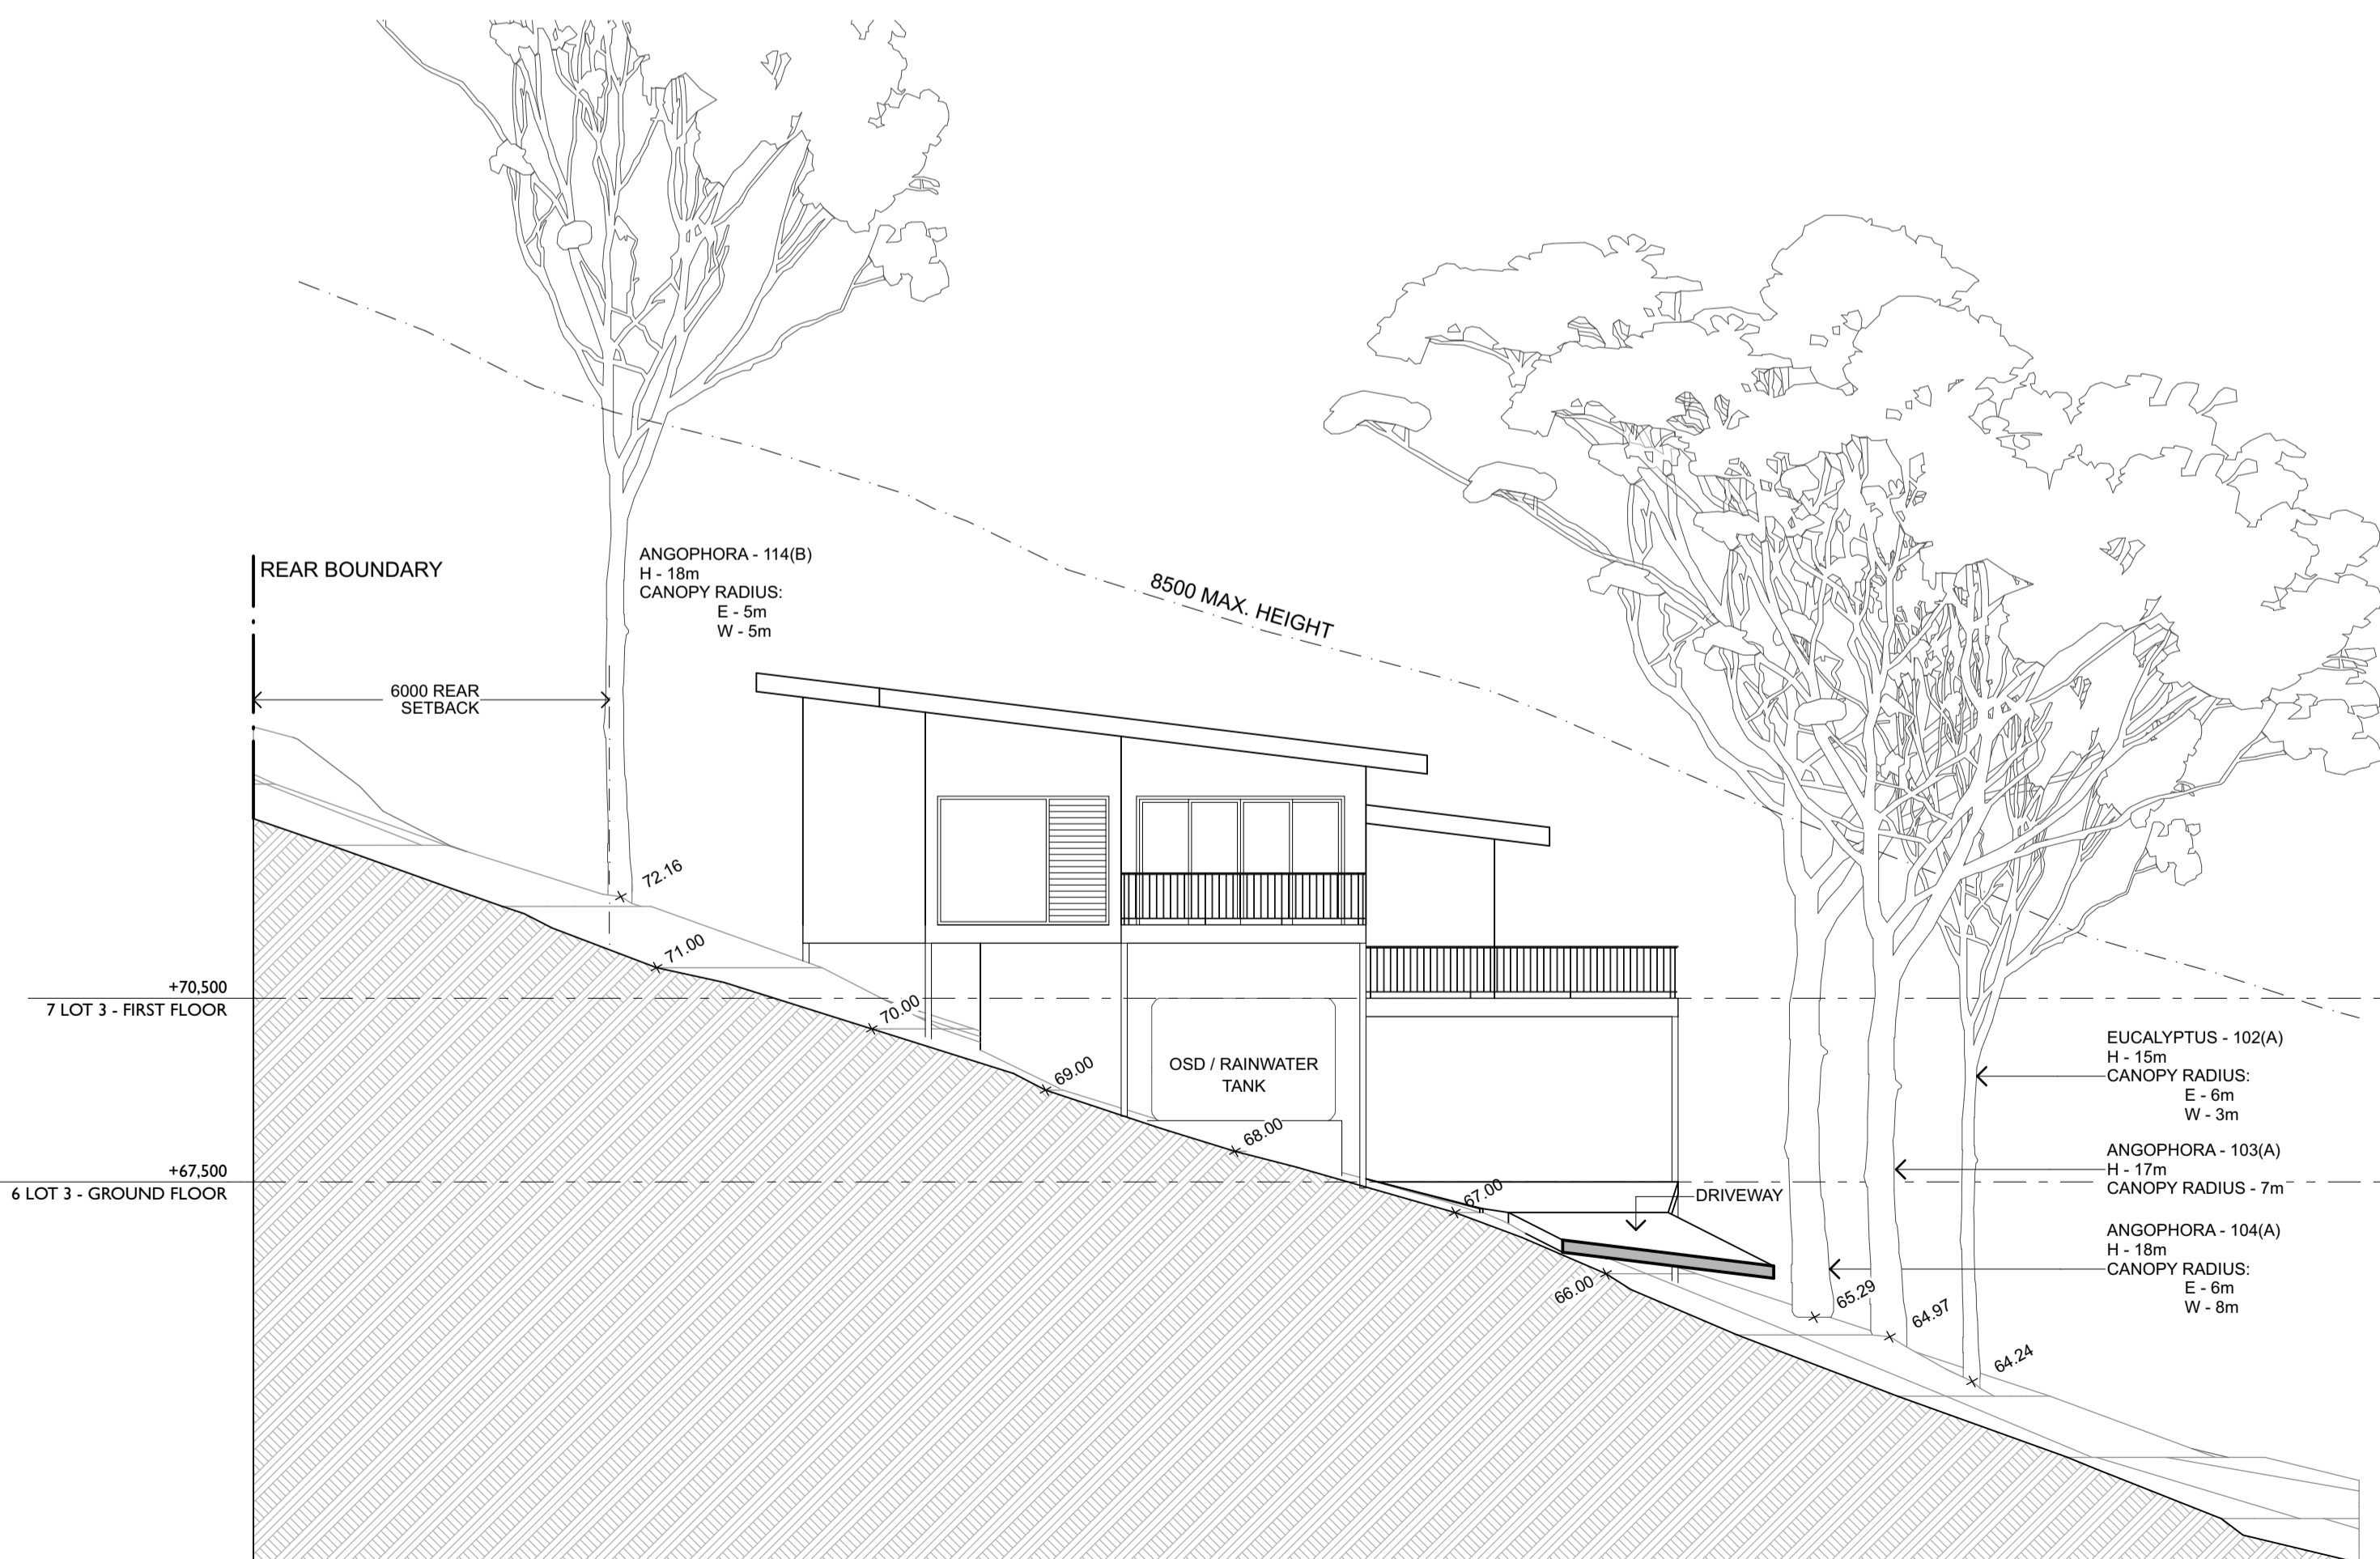 REAR BOUNDARY
ANGOPHORA - 114(B)
H - 18m
CANOPY RADIUS:
E - 5m
W - 5m
8500 MAX. HEIGHT
6000 REAR
SETBACK
72.16
71.00
+70,500
7 LOT 3 - FIRST FLOOR
70.00
69.00
OSD / RAINWATER
TANK
68.00
+67,500
6 LOT 3 - GROUND FLOOR
67.00
DRIVEWAY
66.00
65.29
64.97
64.24
EUCALYPTUS - 102(A)
H - 15m
CANOPY RADIUS:
E - 6m
W - 3m
ANGOPHORA - 103(A)
H - 17m
CANOPY RADIUS - 7m
ANGOPHORA - 104(A)
H - 18m
CANOPY RADIUS:
E - 6m
W - 8m